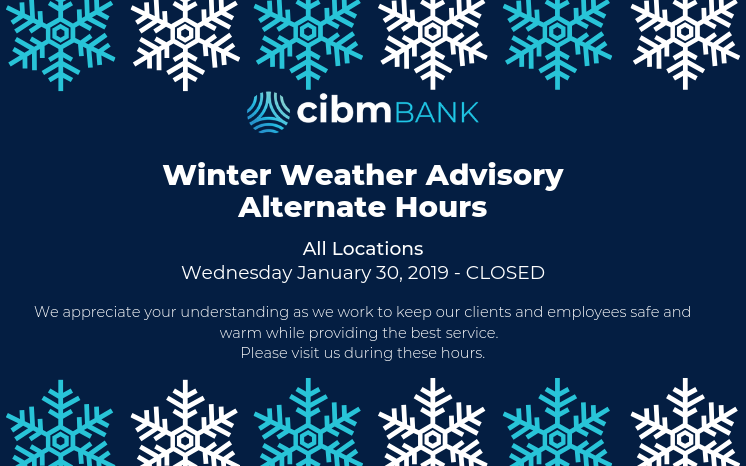 cibm BANK
Winter Weather Advisory
Alternate Hours
All Locations
Wednesday January 30, 2019 - CLOSED
We appreciate your understanding as we work to keep our clients and employees safe and
warm while providing the best service.
Please visit us during these hours.